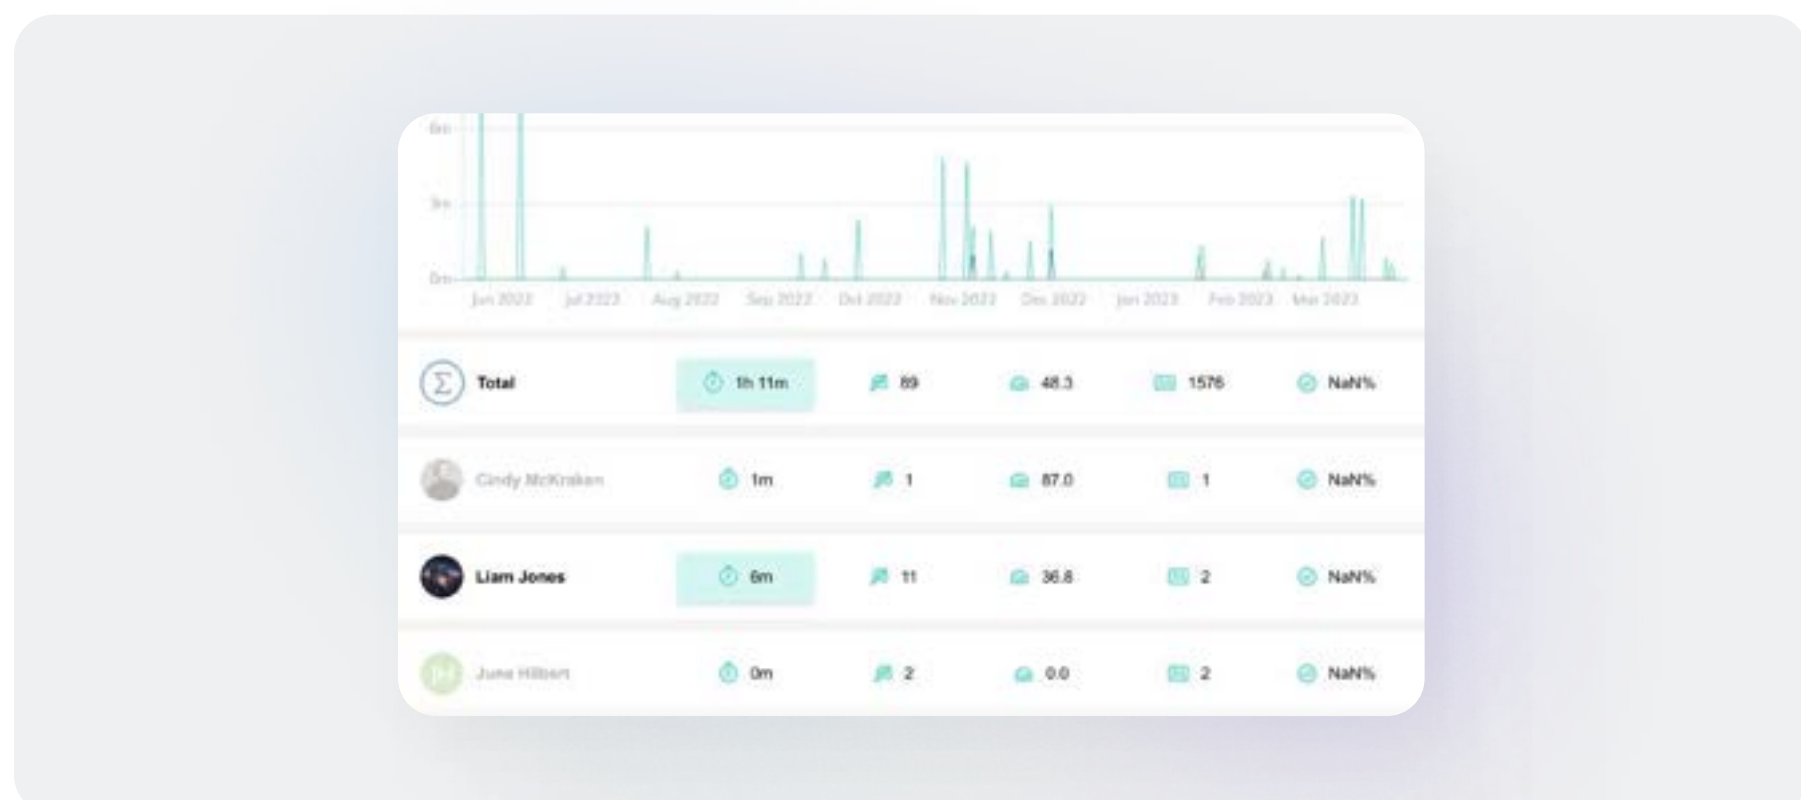 6m
3m
0m
Jun 2022 Jul 2022 Aug 2022 Sep 2022 Oct 2022 Nov 2022 Dec 2022 Jan 2023 Feb 2023 Mar 2023
Σ Total 1h 11m 89 48.3 1576 NaN%
Cindy McKraken 1m 1 87.0 1 NaN%
Liam Jones 6m 11 36.8 2 NaN%
JH June Hilbert 0m 2 0.0 2 NaN%